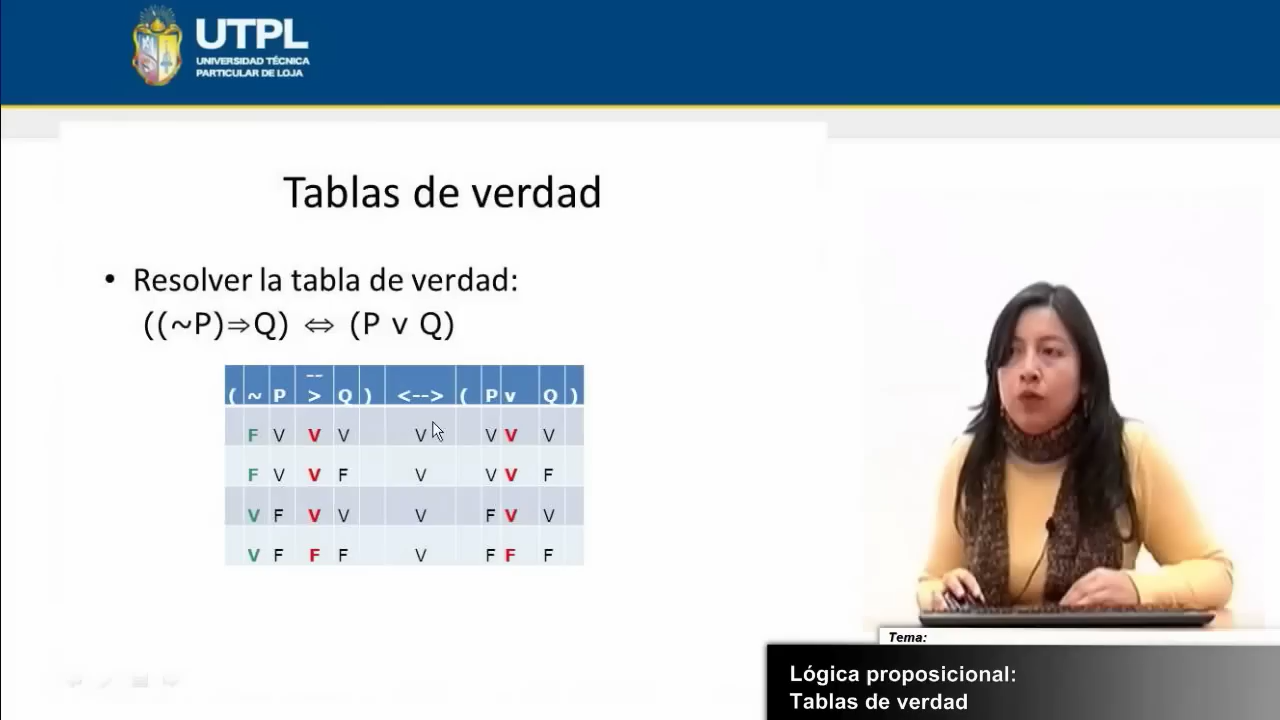 UTPL
UNIVERSIDAD TÉCNICA
PARTICULAR DE LOJA
Tablas de verdad
• Resolver la tabla de verdad:
((~P)⇒Q) ⇔ (P v Q)
( ~ P --> Q ) <--> ( P v Q )
F V V V V V V V
F V V F V V V F
V F V V V F V V
V F F F V F F F
Tema:
Lógica proposicional:
Tablas de verdad